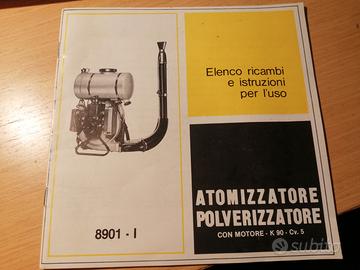 Elenco ricambi
e istruzioni
per l'uso
8901 - I
ATOMIZZATORE
POLVERIZZATORE
CON MOTORE - K 90 - Cv. 5
subito